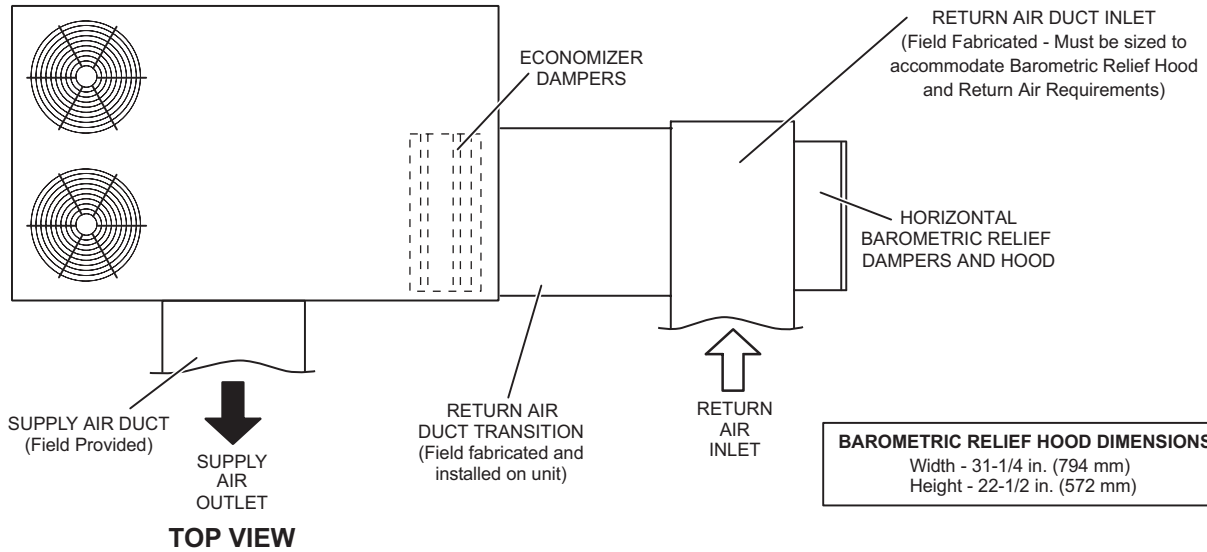 RETURN AIR DUCT INLET
(Field Fabricated - Must be sized to
accommodate Barometric Relief Hood
and Return Air Requirements)
ECONOMIZER
DAMPERS
HORIZONTAL
BAROMETRIC RELIEF
DAMPERS AND HOOD
SUPPLY AIR DUCT
(Field Provided)
SUPPLY
AIR
OUTLET
RETURN AIR
DUCT TRANSITION
(Field fabricated and
installed on unit)
RETURN
AIR
INLET
BAROMETRIC RELIEF HOOD DIMENSIONS
Width - 31-1/4 in. (794 mm)
Height - 22-1/2 in. (572 mm)
TOP VIEW